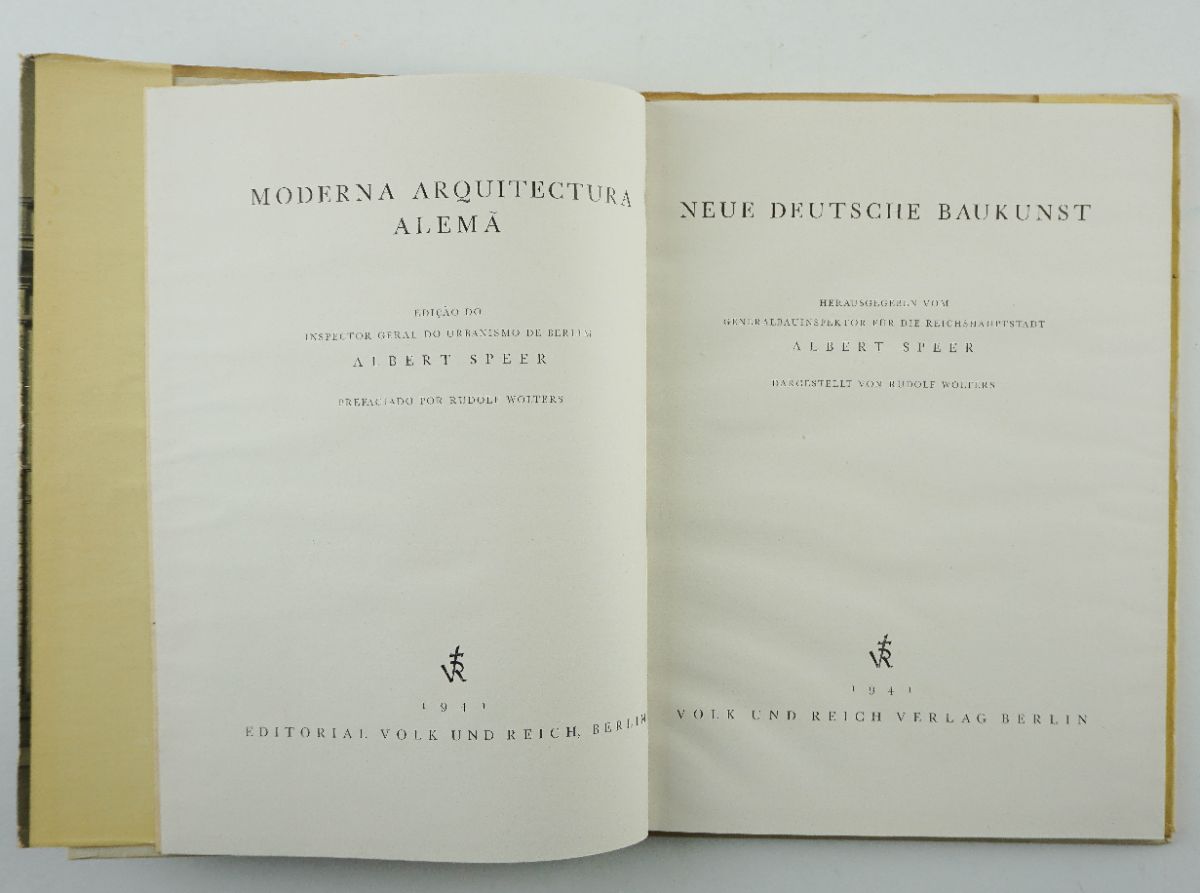 MODERNA ARQUITECTURA
ALEMÃ
EDIÇÃO DO
INSPECTOR GERAL DO URBANISMO DE BERLIM
ALBERT SPEER
PREFACIADO POR RUDOLF WOLTERS
VR
1941
EDITORIAL VOLK UND REICH, BERLIM
NEUE DEUTSCHE BAUKUNST
HERAUSGEGEBEN VOM
GENERALBAUINSPEKTOR FÜR DIE REICHSHAUPTSTADT
ALBERT SPEER
DARGESTELLT VON RUDOLF WOLTERS
VR
1941
VOLK UND REICH VERLAG BERLIN